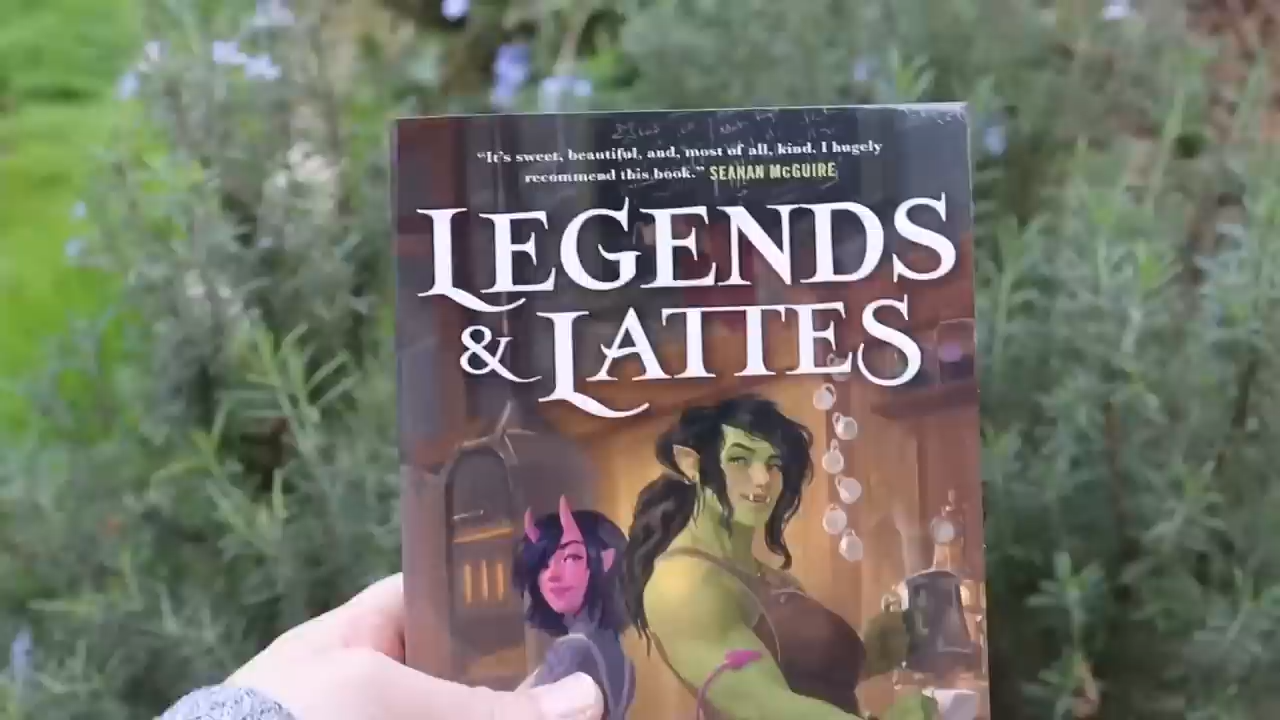 “It’s sweet, beautiful, and, most of all, kind. I hugely
recommend this book.” SEANAN McGUIRE
LEGENDS
& LATTES